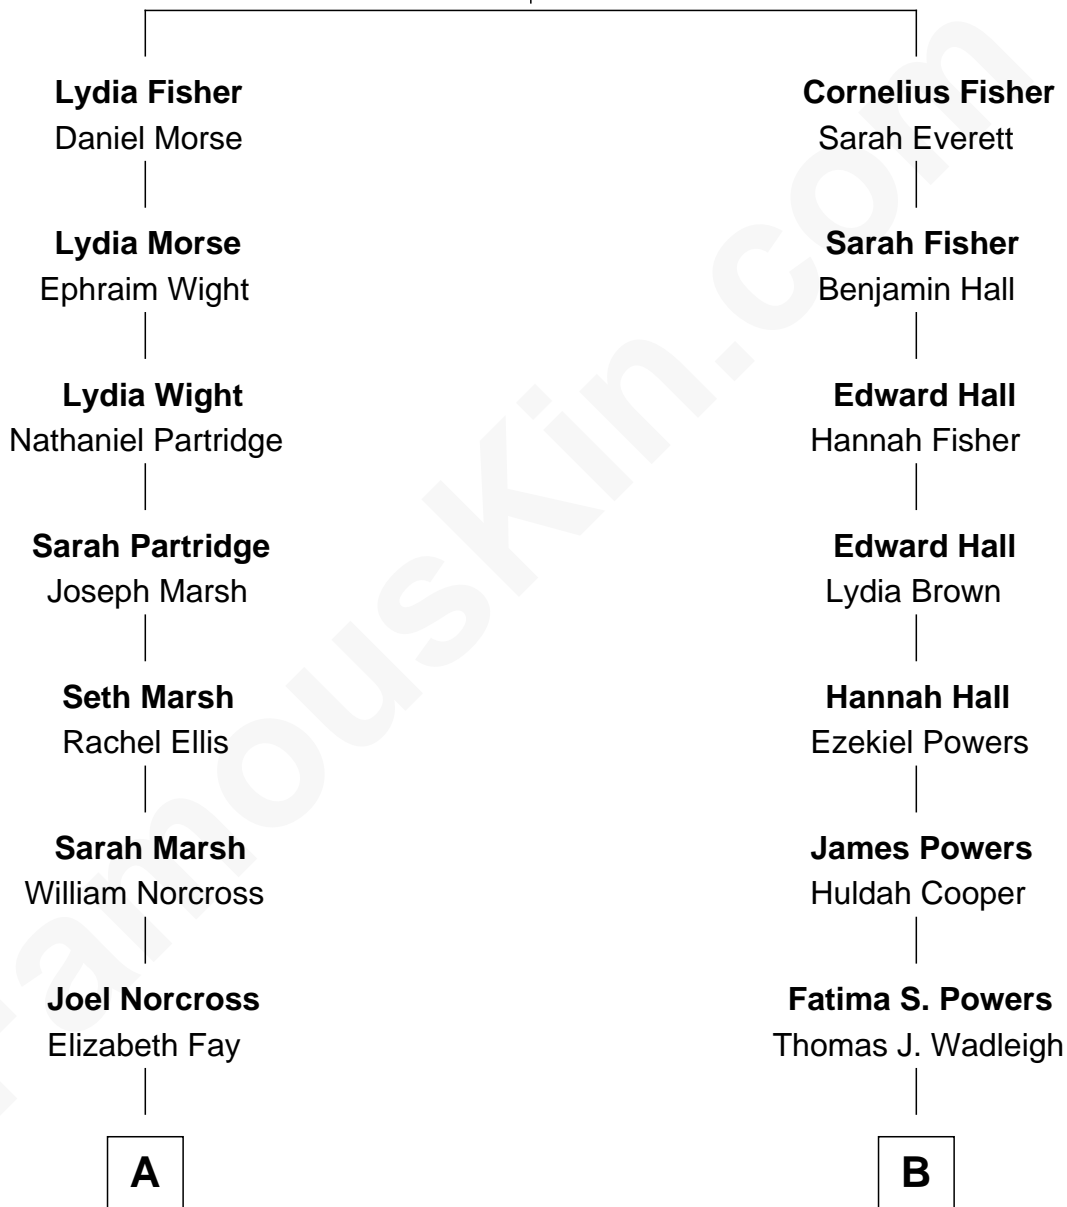 Lydia Fisher
Daniel Morse
Lydia Morse
Ephraim Wight
Lydia Wight
Nathaniel Partridge
Sarah Partridge
Joseph Marsh
Seth Marsh
Rachel Ellis
Sarah Marsh
William Norcross
Joel Norcross
Elizabeth Fay
A
Cornelius Fisher
Sarah Everett
Sarah Fisher
Benjamin Hall
Edward Hall
Hannah Fisher
Edward Hall
Lydia Brown
Hannah Hall
Ezekiel Powers
James Powers
Huldah Cooper
Fatima S. Powers
Thomas J. Wadleigh
B
FamousKin.com